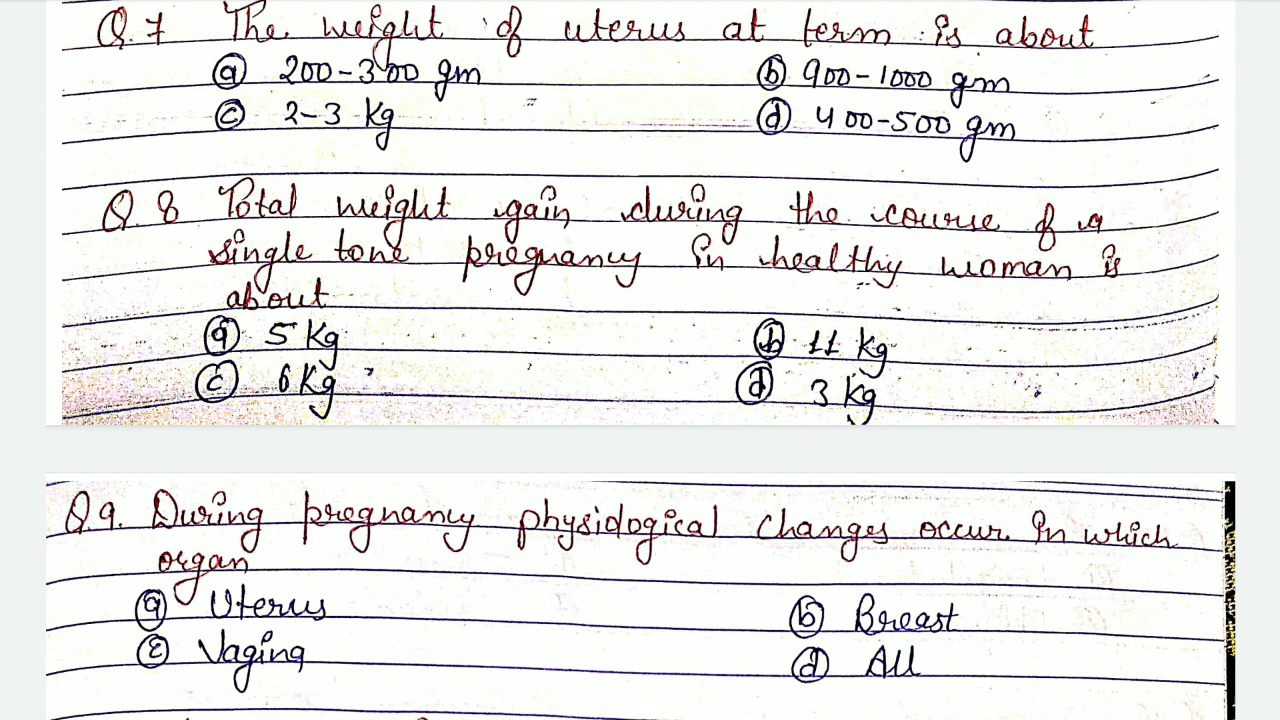 Q.7 The weight of uterus at term is about
ⓐ 200-300 gm ⓑ 900-1000 gm
ⓒ 2-3 Kg ⓓ 400-500 gm
Q.8 Total weight gain during the course of a
single tone pregnancy in healthy woman is
about
ⓐ 5 Kg ⓑ 11 Kg
ⓒ 6 Kg ⓓ 3 Kg
Q.9. During pregnancy physiological changes occur in which
organ
ⓐ Uterus ⓑ Breast
ⓒ Vagina ⓓ All